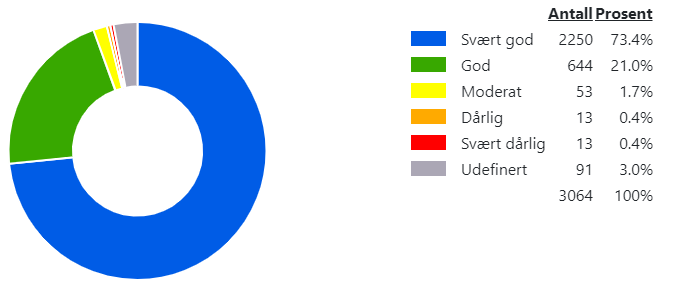 Antall Prosent
Svært god 2250 73.4%
God 644 21.0%
Moderat 53 1.7%
Dårlig 13 0.4%
Svært dårlig 13 0.4%
Udefinert 91 3.0%
3064 100%